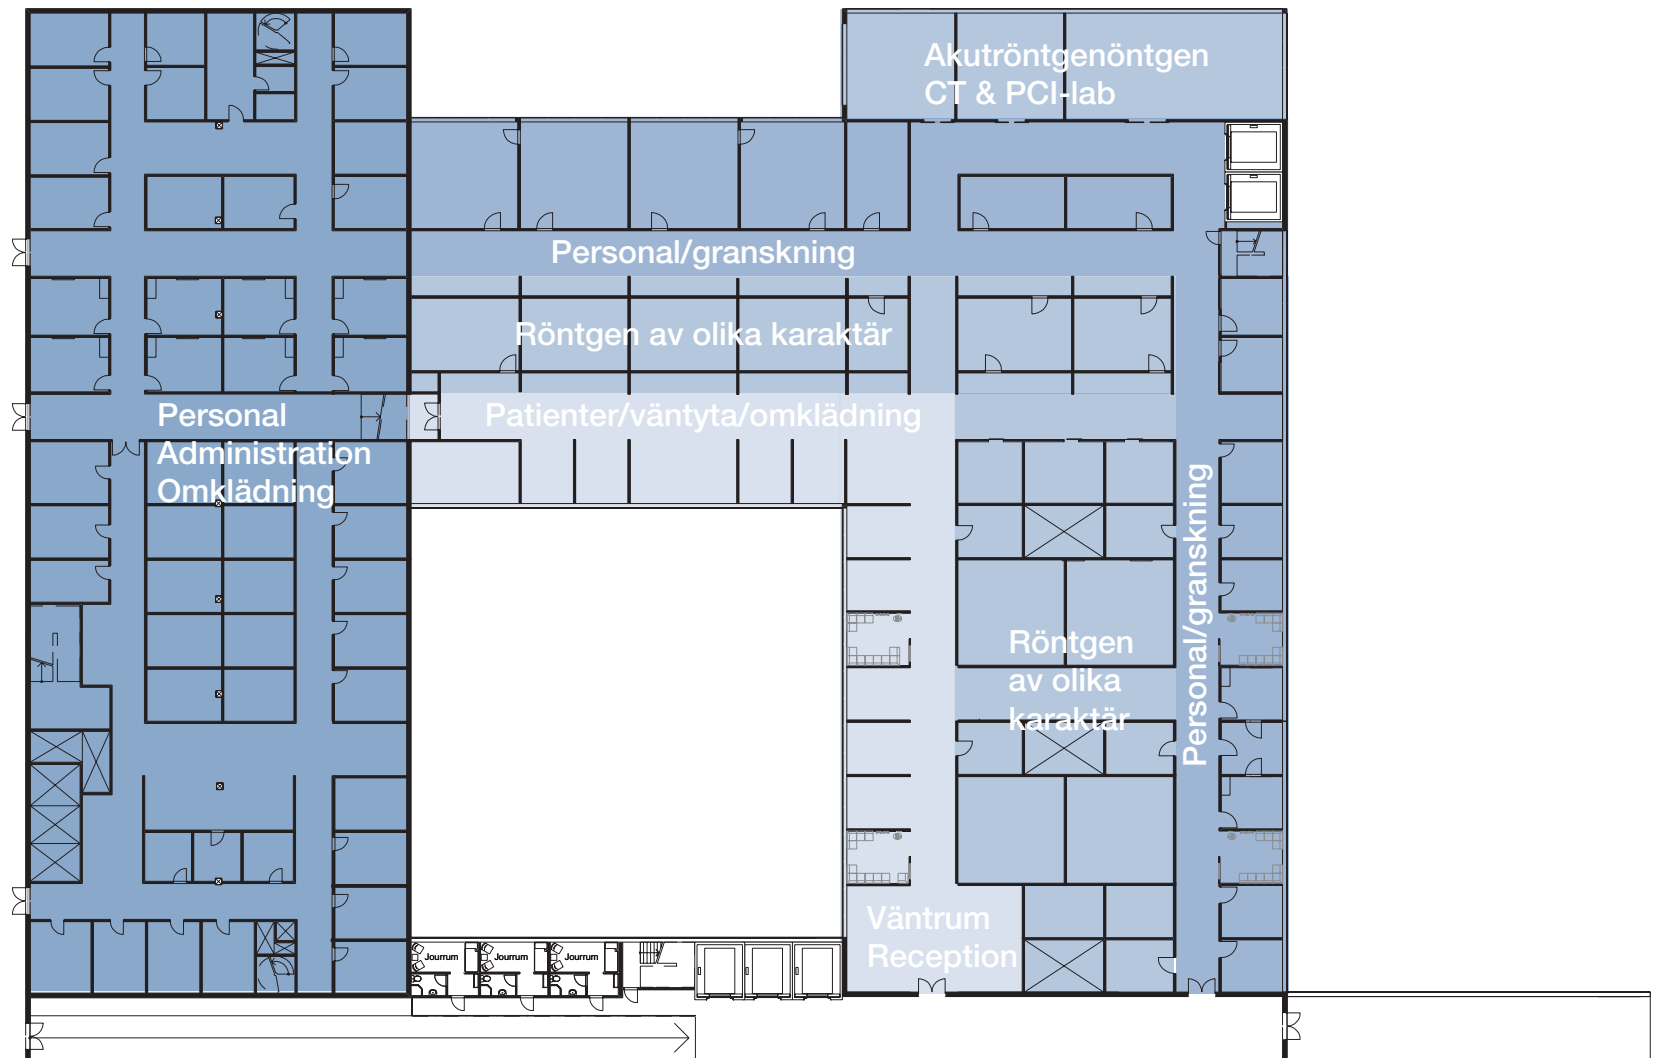 Akutröntgenöntgen
CT & PCI-lab
Personal/granskning
Röntgen av olika karaktär
Patienter/väntyta/omklädning
Personal
Administration
Omklädning
Personal/granskning
Röntgen
av olika
karaktär
Väntrum
Reception
Jourrum
Jourrum
Jourrum